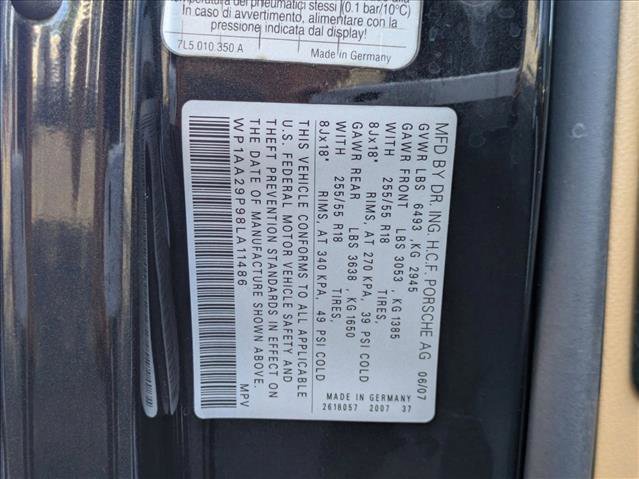 temperatura dei pneumatici stessi (0.1 bar/10°C)
In caso di avvertimento, alimentare con la
pressione indicata dal display!
7L5 010 350 A
Made in Germany
MFD BY DR. ING. H.C.F. PORSCHE AG 06/07
GVWR LBS 6493 ,KG 2945
GAWR FRONT LBS 3053 , KG 1385
WITH 255/55 R18 TIRES,
8Jx18" RIMS, AT 270 KPA, 39 PSI COLD
GAWR REAR LBS 3638 , KG 1650
WITH 255/55 R18 TIRES,
8Jx18" RIMS, AT 340 KPA, 49 PSI COLD
THIS VEHICLE CONFORMS TO ALL APPLICABLE
U.S. FEDERAL MOTOR VEHICLE SAFETY AND
THEFT PREVENTION STANDARDS IN EFFECT ON
THE DATE OF MANUFACTURE SHOWN ABOVE.
WP1AA29P98LA11486 MPV
MADE IN GERMANY
2618057 2007 37